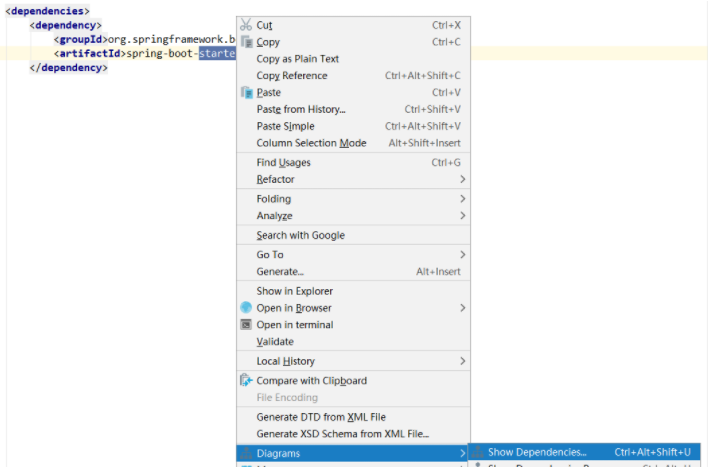 <dependencies>
<dependency>
<groupId>org.springframework.b
<artifactId>spring-boot-starte
</dependency>
Cut Ctrl+X
Copy Ctrl+C
Copy as Plain Text
Copy Reference Ctrl+Alt+Shift+C
Paste Ctrl+V
Paste from History... Ctrl+Shift+V
Paste Simple Ctrl+Alt+Shift+V
Column Selection Mode Alt+Shift+Insert
Find Usages Ctrl+G
Refactor
Folding
Analyze
Search with Google
Go To
Generate... Alt+Insert
Show in Explorer
Open in Browser
Open in terminal
Validate
Local History
Compare with Clipboard
File Encoding
Generate DTD from XML File
Generate XSD Schema from XML File...
Diagrams
Show Dependencies... Ctrl+Alt+Shift+U